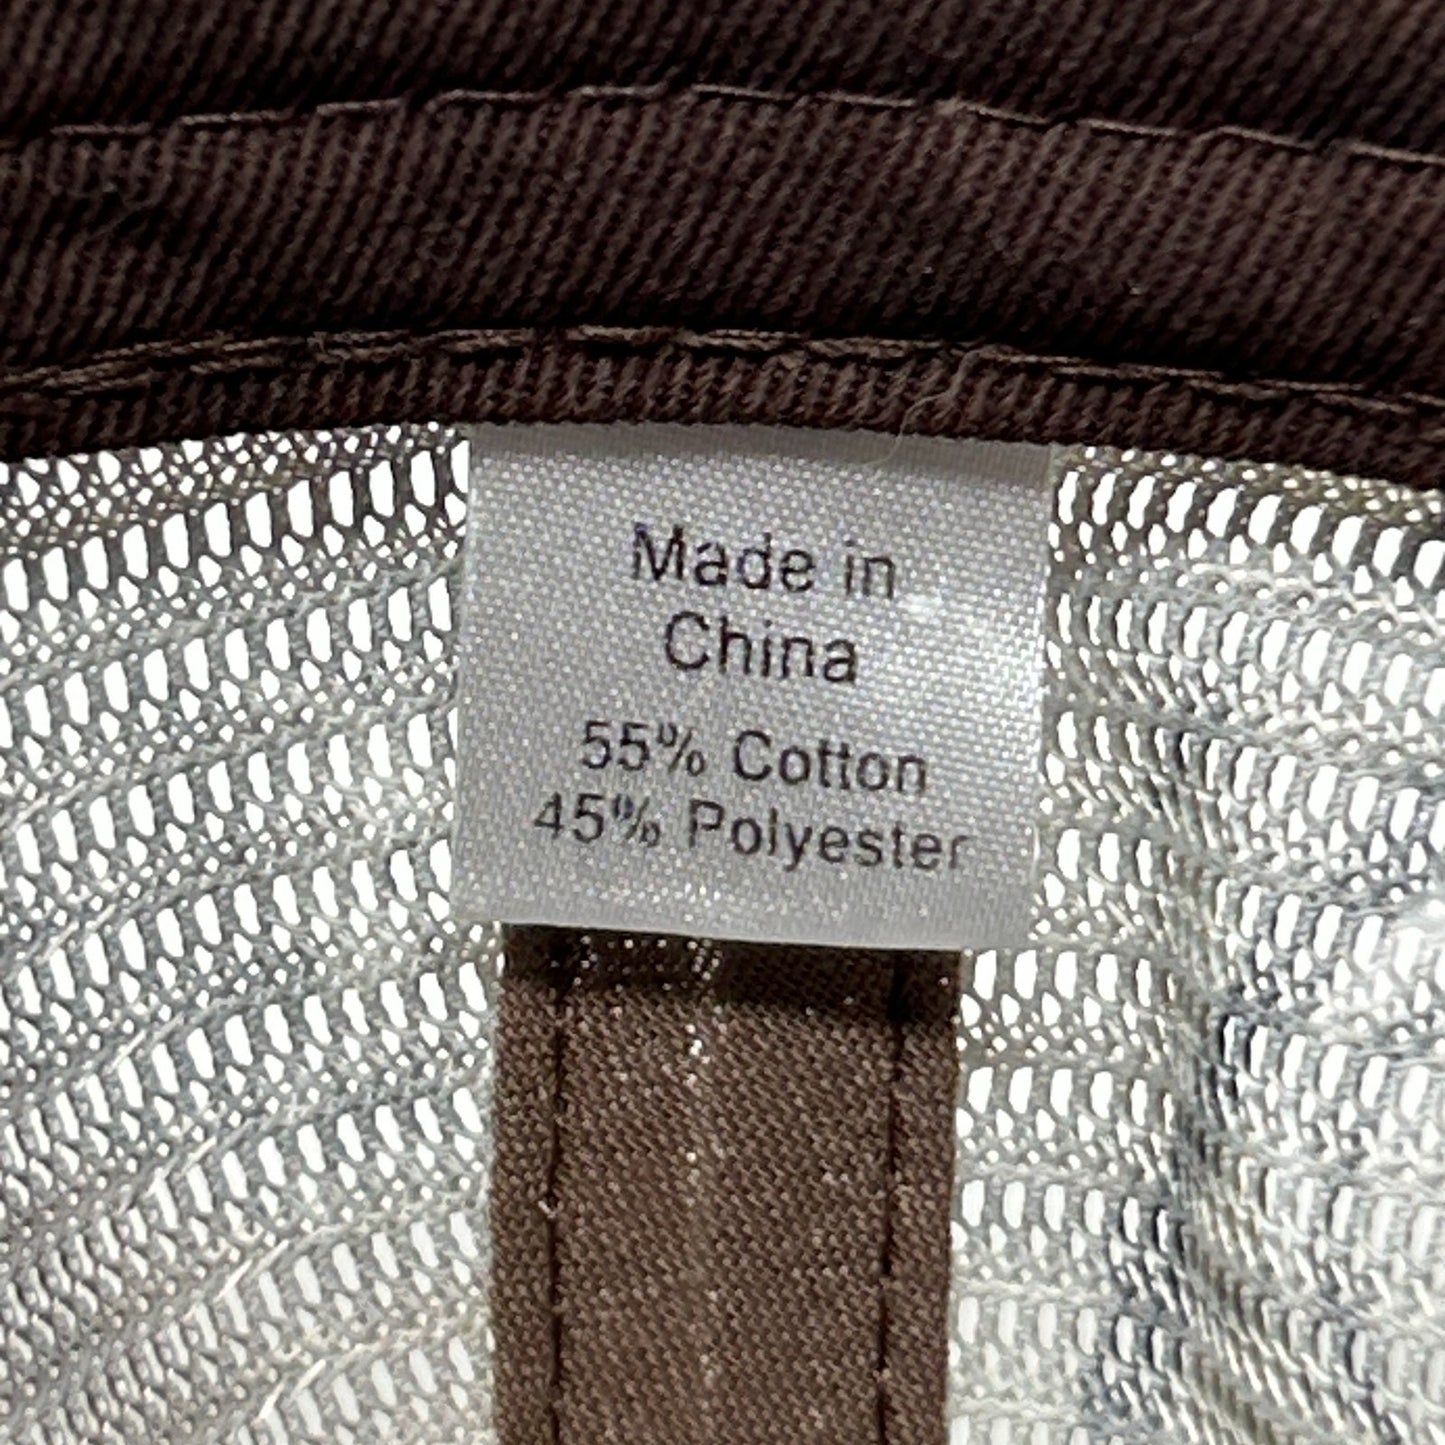 Made in
China
55% Cotton
45% Polyester